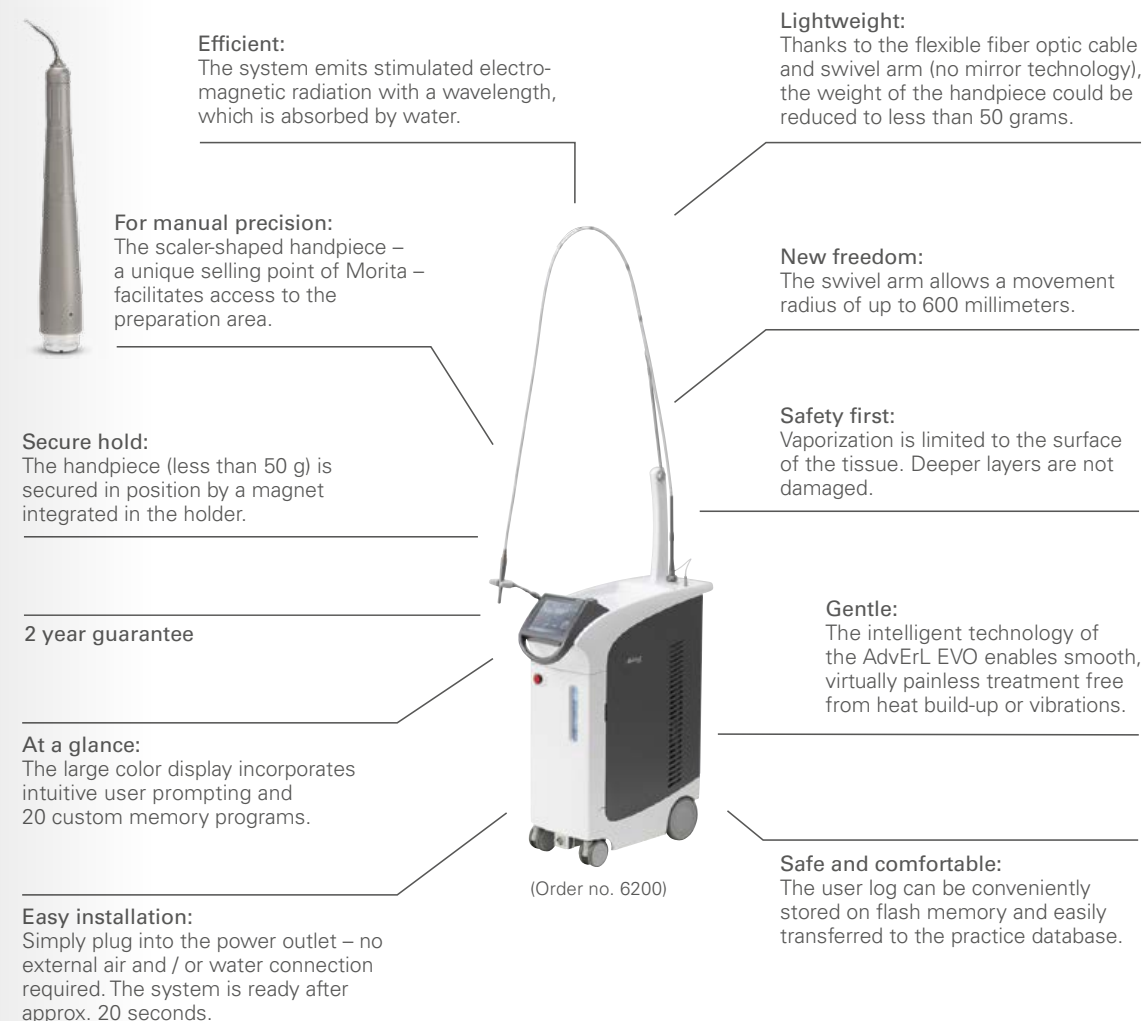 Efficient:
The system emits stimulated electro-
magnetic radiation with a wavelength,
which is absorbed by water.
For manual precision:
The scaler-shaped handpiece –
a unique selling point of Morita –
facilitates access to the
preparation area.
Secure hold:
The handpiece (less than 50 g) is
secured in position by a magnet
integrated in the holder.
2 year guarantee
At a glance:
The large color display incorporates
intuitive user prompting and
20 custom memory programs.
Easy installation:
Simply plug into the power outlet – no
external air and / or water connection
required. The system is ready after
approx. 20 seconds.
(Order no. 6200)
Lightweight:
Thanks to the flexible fiber optic cable
and swivel arm (no mirror technology),
the weight of the handpiece could be
reduced to less than 50 grams.
New freedom:
The swivel arm allows a movement
radius of up to 600 millimeters.
Safety first:
Vaporization is limited to the surface
of the tissue. Deeper layers are not
damaged.
Gentle:
The intelligent technology of
the AdvErL EVO enables smooth,
virtually painless treatment free
from heat build-up or vibrations.
Safe and comfortable:
The user log can be conveniently
stored on flash memory and easily
transferred to the practice database.